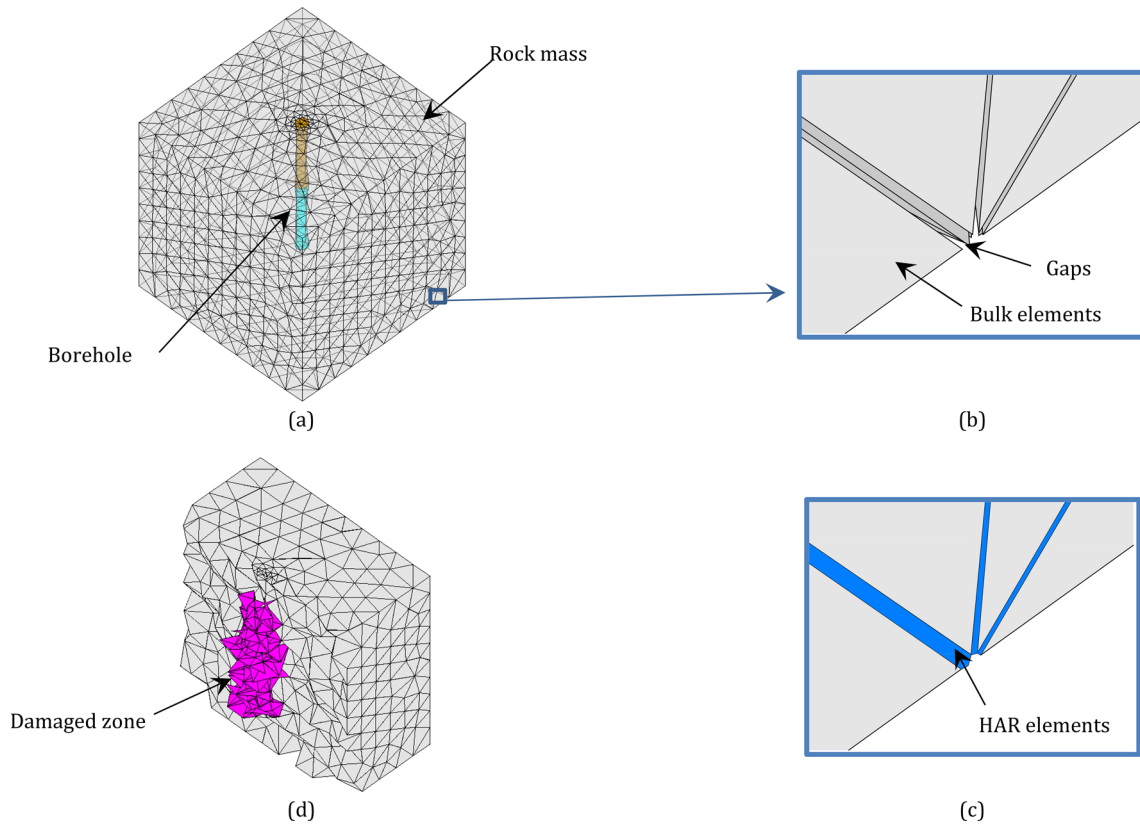 Rock mass
Borehole
(a)
Gaps
Bulk elements
(b)
Damaged zone
(d)
HAR elements
(c)